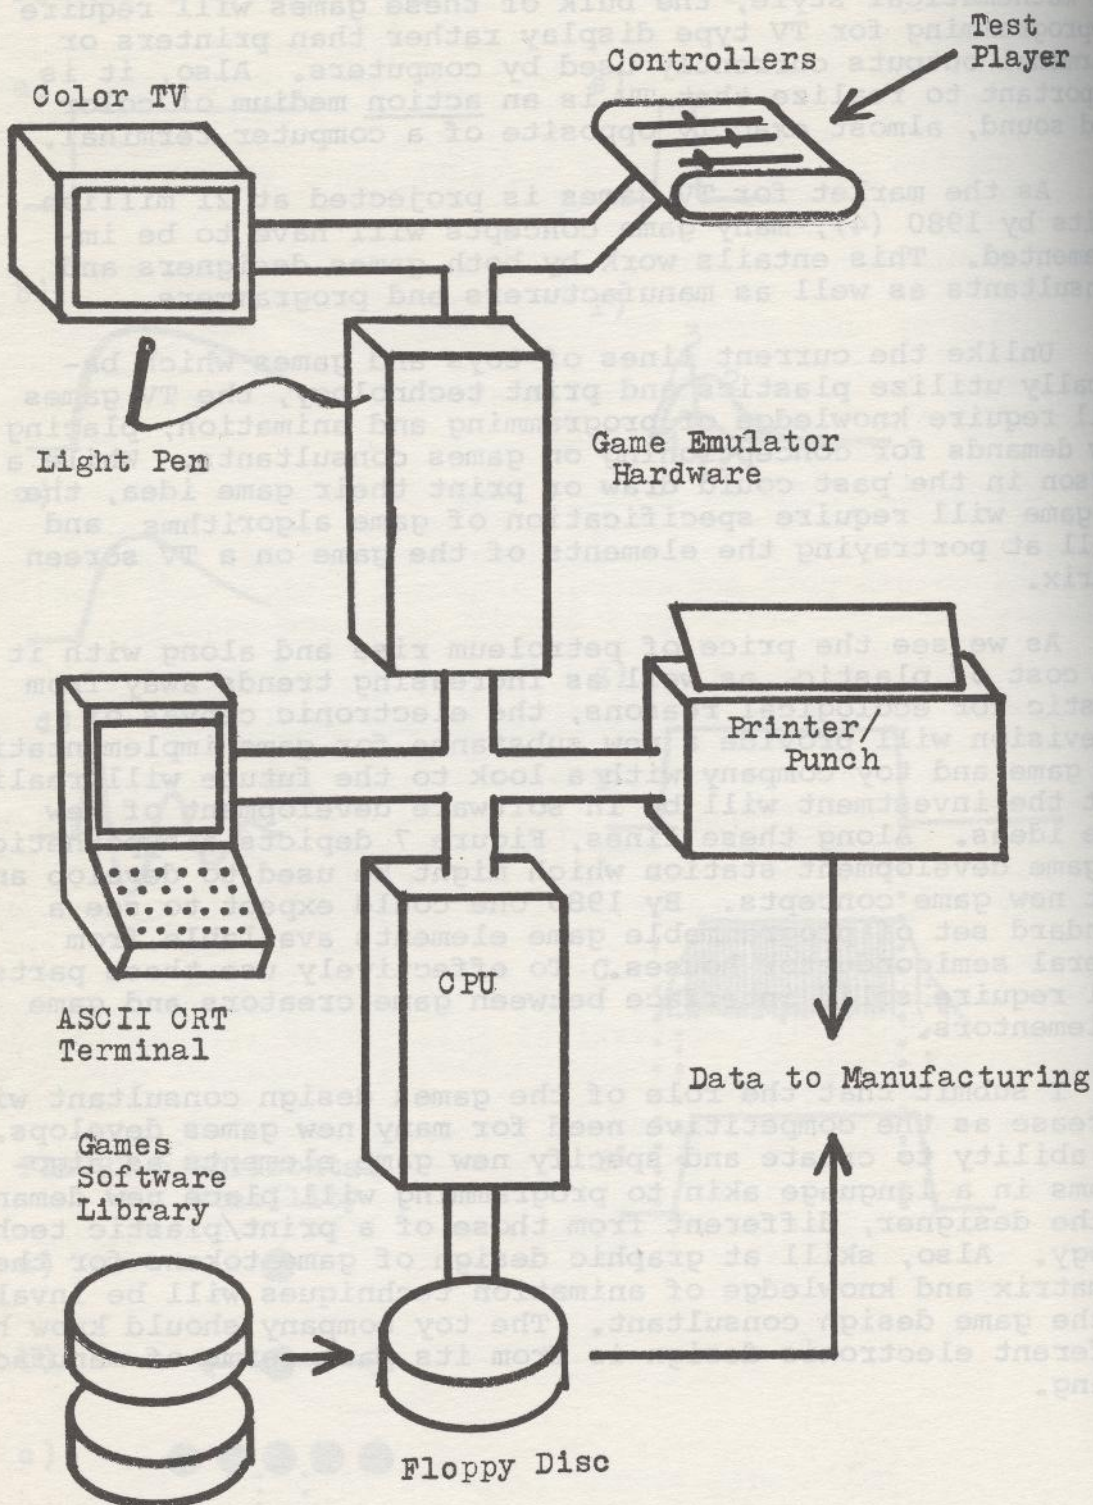 Test
Player
Controllers
Color TV
Light Pen
Game Emulator
Hardware
Printer/
Punch
CPU
ASCII CRT
Terminal
Data to Manufacturing
Games
Software
Library
Floppy Disc